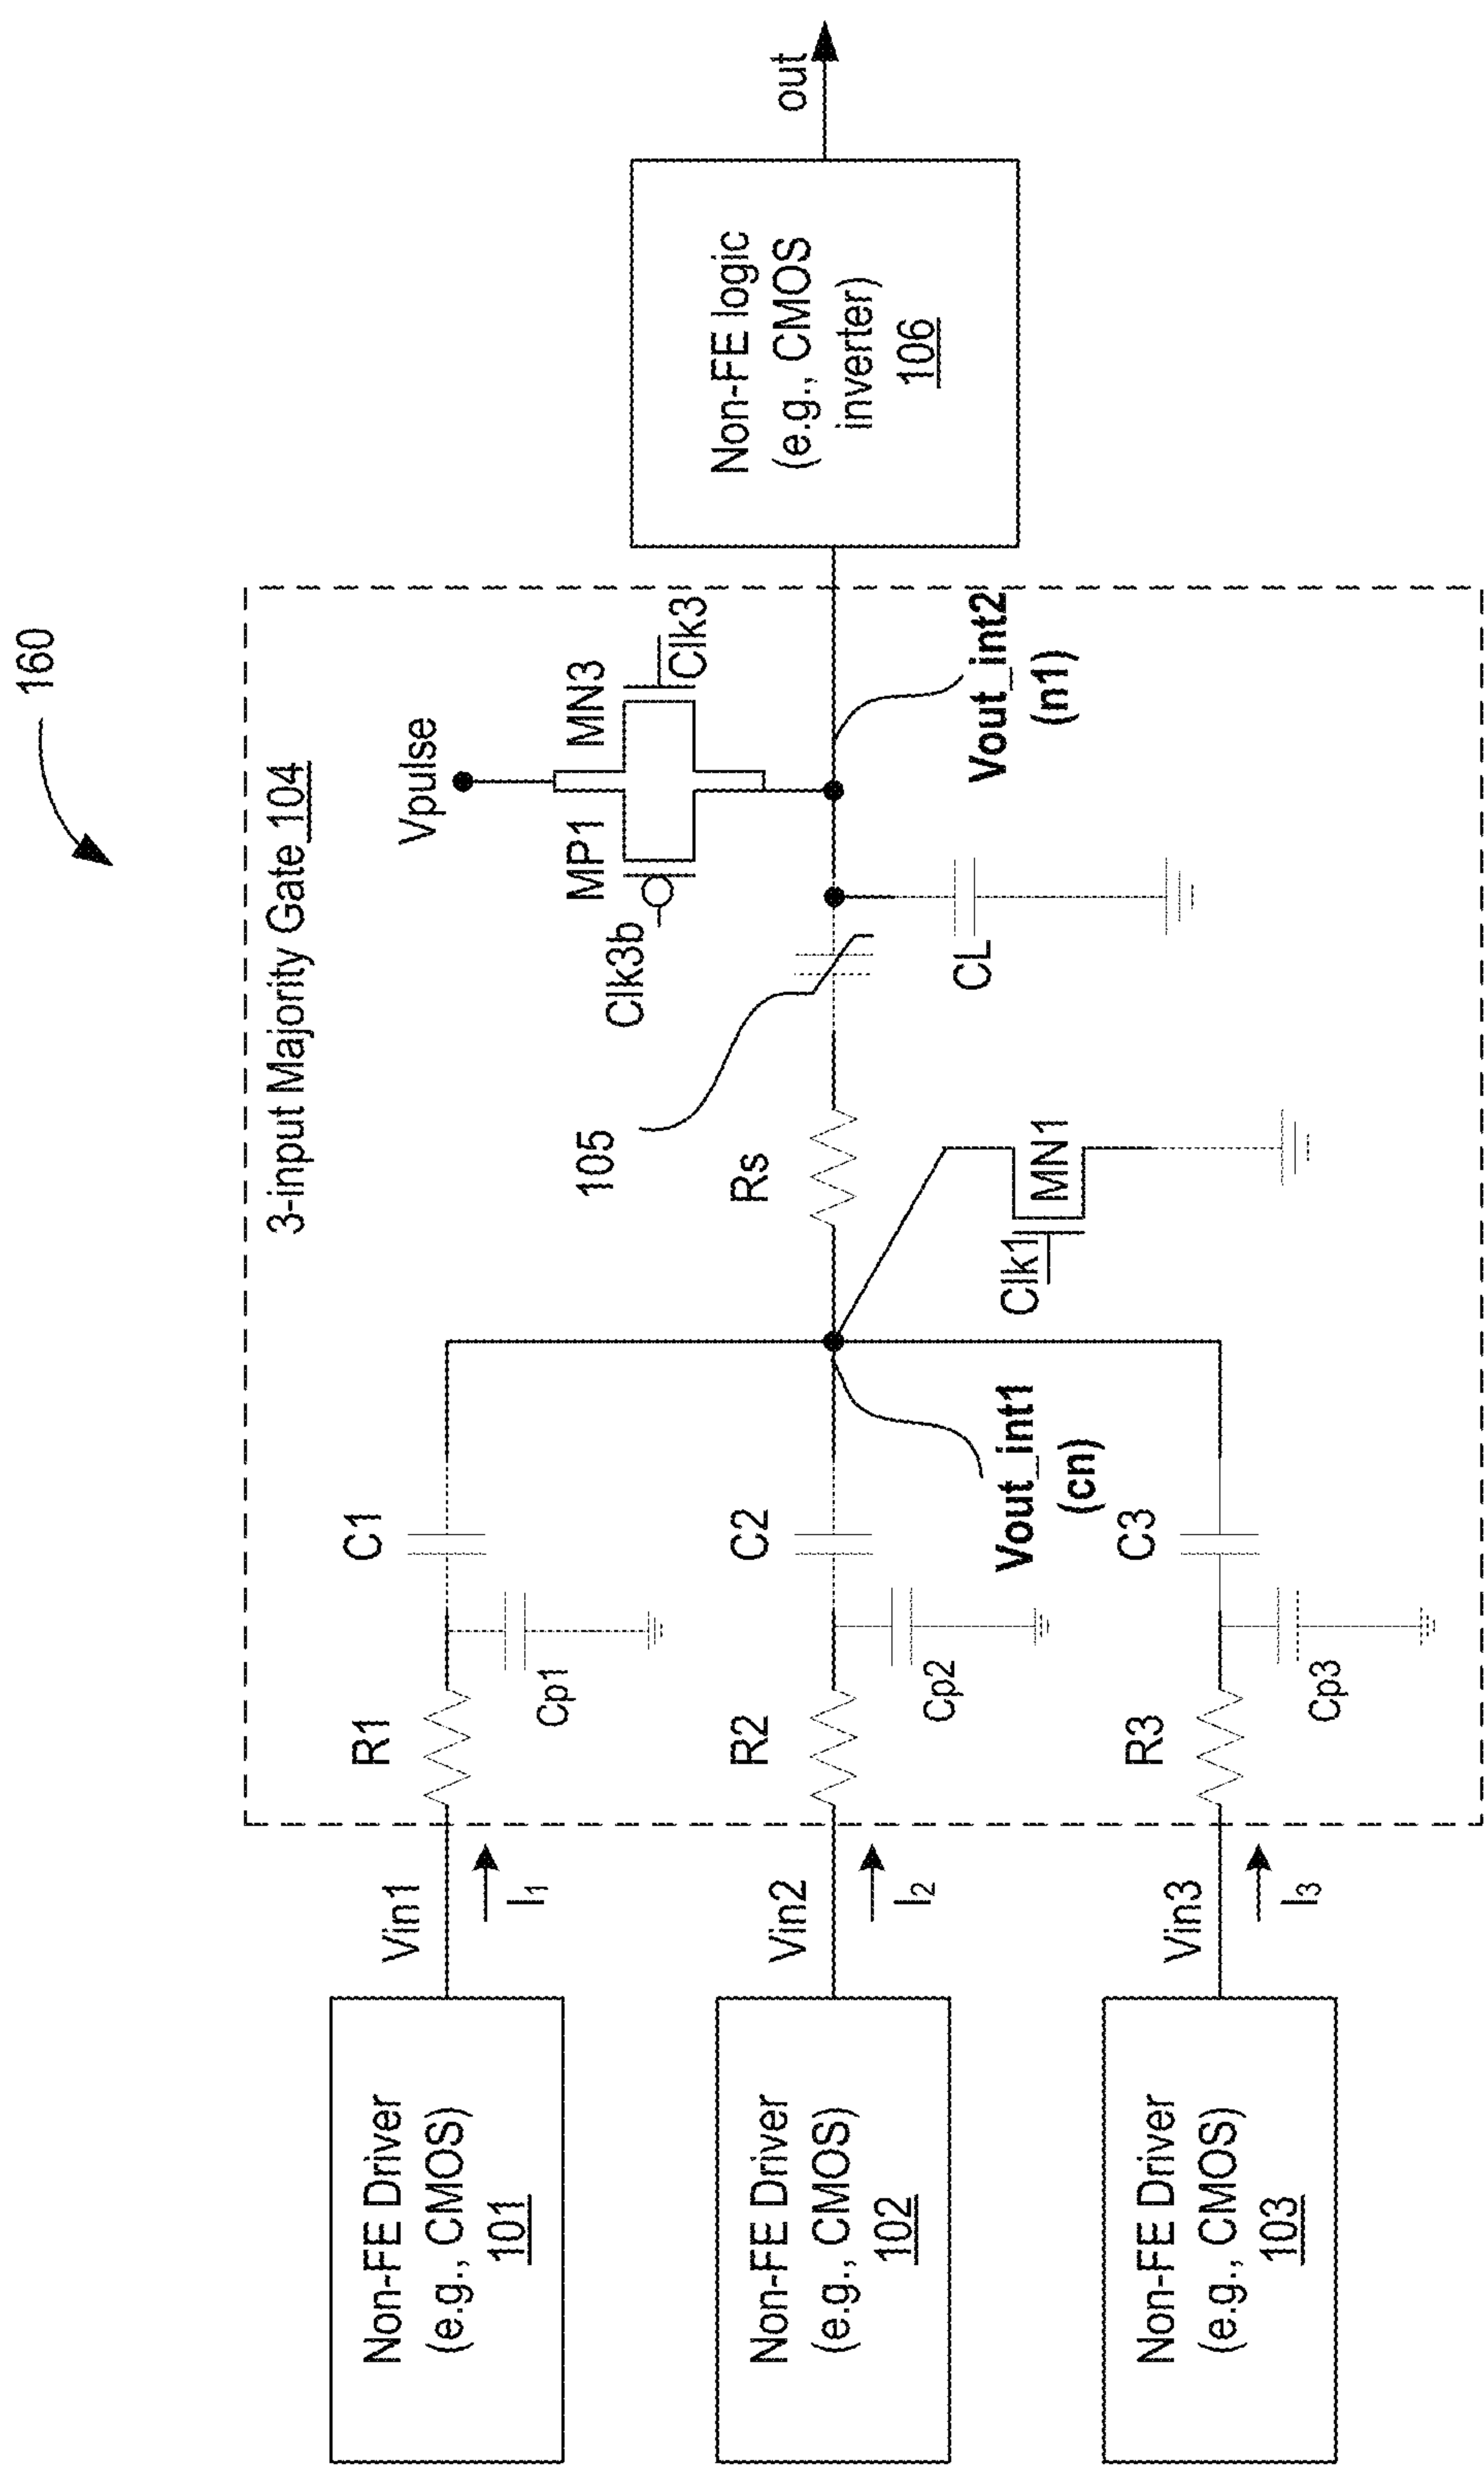 160
3-input Majority Gate 104
Vpulse
MP1
MN3
Clk3b
Clk3
105
Non-FE Driver
(e.g., CMOS)
101
Vin1
I1
R1
Cp1
C1
Non-FE Driver
(e.g., CMOS)
102
Vin2
I2
R2
Cp2
C2
Rs
CL
Non-FE logic
(e.g., CMOS
inverter)
106
out
Vout_int1
(cn)
Clk1
MN1
Vout_int2
(n1)
Non-FE Driver
(e.g., CMOS)
103
Vin3
I3
R3
Cp3
C3